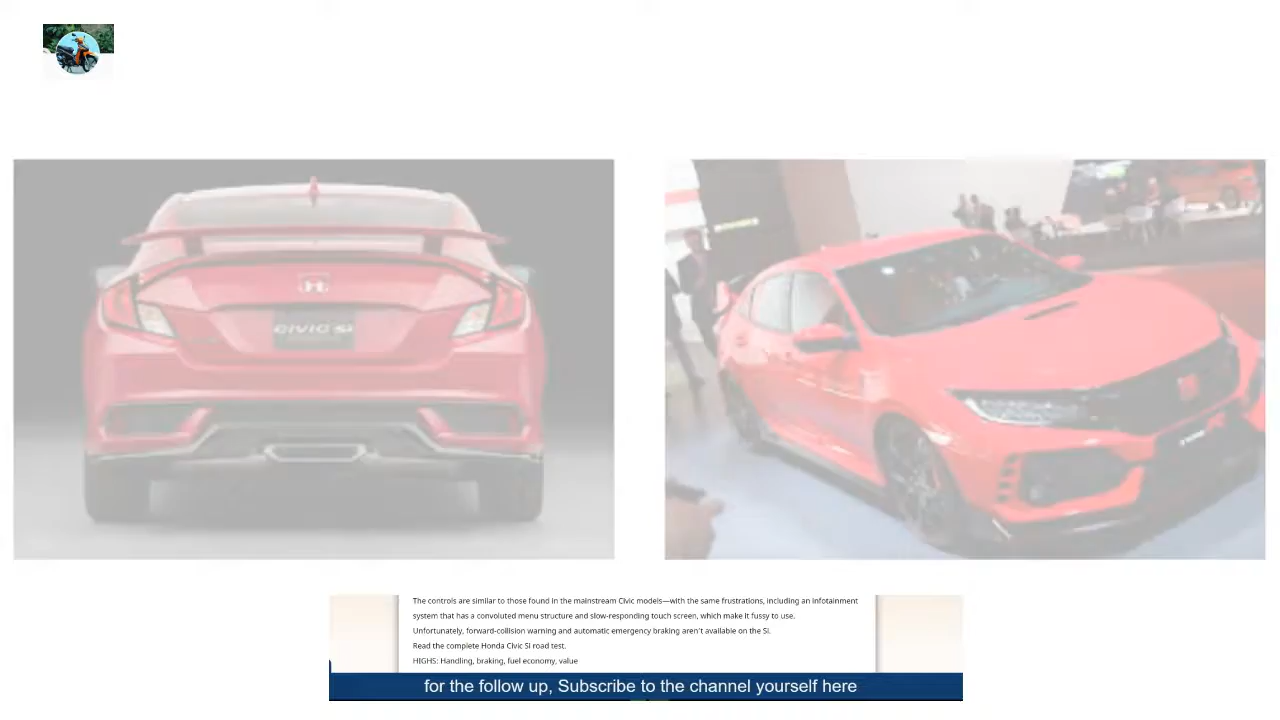 CIVIC Si
The controls are similar to those found in the mainstream Civic models—with the same frustrations, including an infotainment
system that has a convoluted menu structure and slow-responding touch screen, which make it fussy to use.
Unfortunately, forward-collision warning and automatic emergency braking aren't available on the Si.
Read the complete Honda Civic Si road test.
HIGHS: Handling, braking, fuel economy, value
for the follow up, Subscribe to the channel yourself here